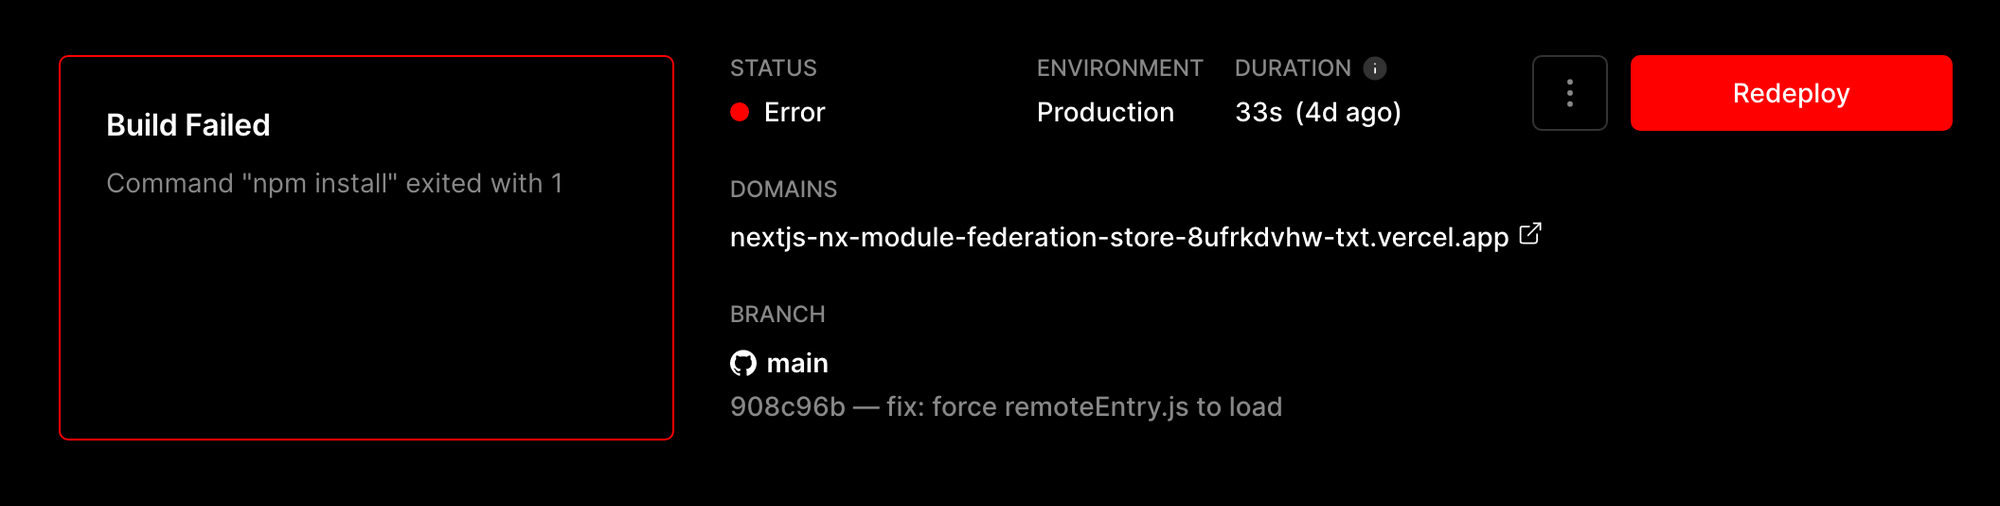 Build Failed
Command "npm install" exited with 1
STATUS
Error
ENVIRONMENT
Production
DURATION
33s (4d ago)
Redeploy
DOMAINS
nextjs-nx-module-federation-store-8ufrkdvhw-txt.vercel.app
BRANCH
main
908c96b — fix: force remoteEntry.js to load